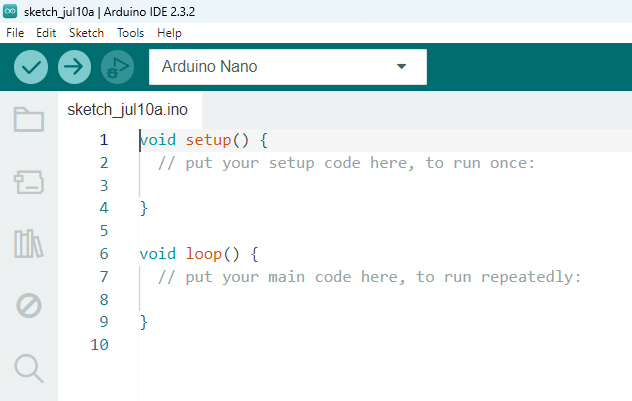 sketch_jul10a | Arduino IDE 2.3.2
File Edit Sketch Tools Help
Arduino Nano
sketch_jul10a.ino
1 void setup() {
2 // put your setup code here, to run once:
3
4 }
5
6 void loop() {
7 // put your main code here, to run repeatedly:
8
9 }
10